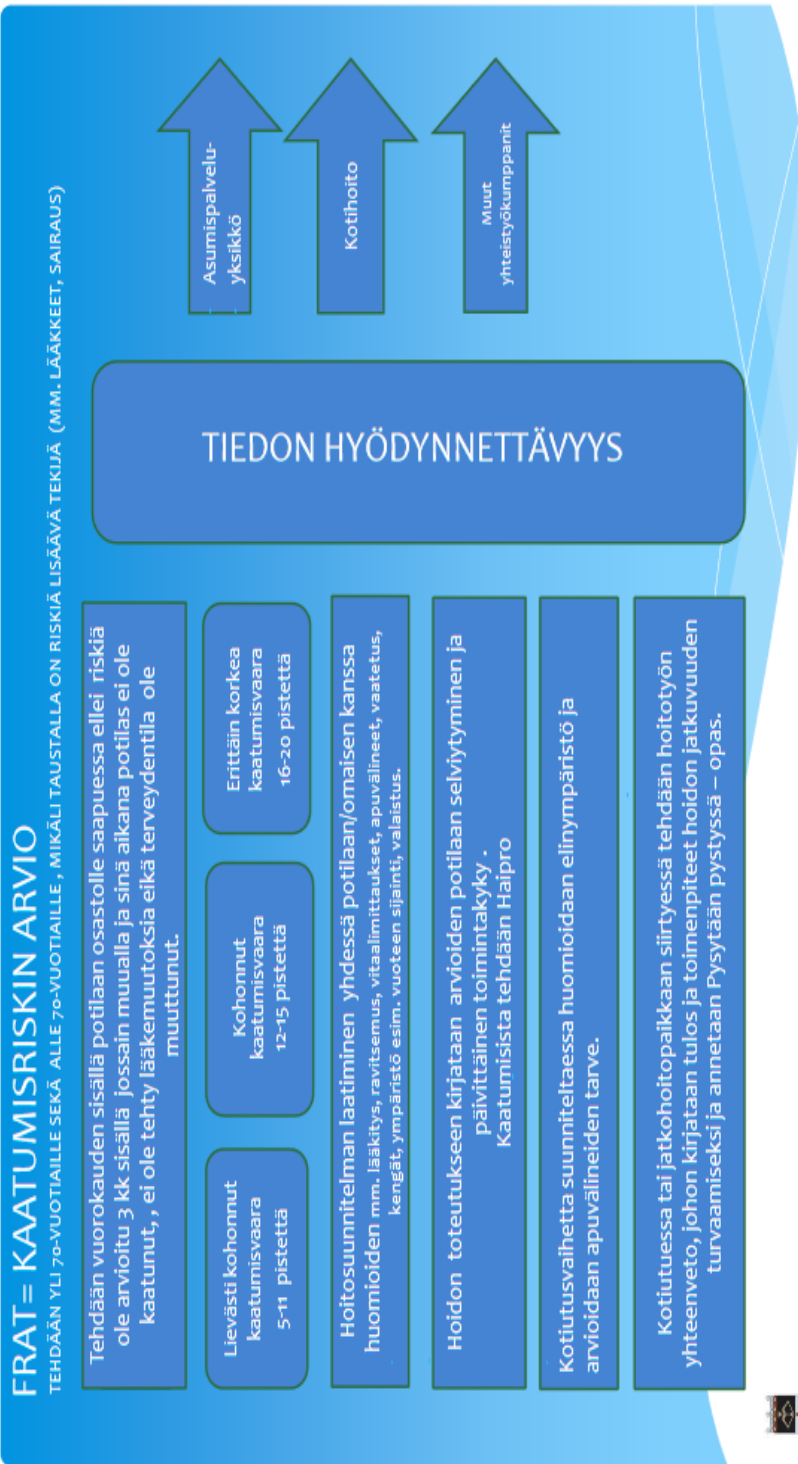 FRAT= KAATUMISRISKIN ARVIO
TEHDÄÄN YLI 70-VUOTIAILLE SEKÄ ALLE 70-VUOTIAILLE , MIKÄLI TAUSTALLA ON RISKIÄ LISÄÄVÄ TEKIJÄ (MM. LÄÄKKEET, SAIRAUS)
Tehdään vuorokauden sisällä potilaan osastolle saapuessa ellei riskiä
ole arvioitu 3 kk sisällä jossain muualla ja sinä aikana potilas ei ole
kaatunut,, ei ole tehty lääkemuutoksia eikä terveydentila ole
muuttunut.
Lievästi kohonnut
kaatumisvaara
5-11 pistettä
Kohonnut
kaatumisvaara
12-15 pistettä
Erittäin korkea
kaatumisvaara
16-20 pistettä
Hoitosuunnitelman laatiminen yhdessä potilaan/omaisen kanssa
huomioiden mm. lääkitys, ravitsemus, vitaalimittaukset, apuvälineet, vaatetus,
kengät, ympäristö esim. vuoteen sijainti, valaistus.
Hoidon toteutukseen kirjataan arvioiden potilaan selviytyminen ja
päivittäinen toimintakyky .
Kaatumisista tehdään Haipro
Kotiutusvaihetta suunniteltaessa huomioidaan elinympäristö ja
arvioidaan apuvälineiden tarve.
Kotiutuessa tai jatkohoitopaikkaan siirtyessä tehdään hoitotyön
yhteenveto, johon kirjataan tulos ja toimenpiteet hoidon jatkuvuuden
turvaamiseksi ja annetaan Pysytään pystyssä – opas.
TIEDON HYÖDYNNETTÄVYYS
Asumispalvelu-
yksikkö
Kotihoito
Muut
yhteistyökumppanit